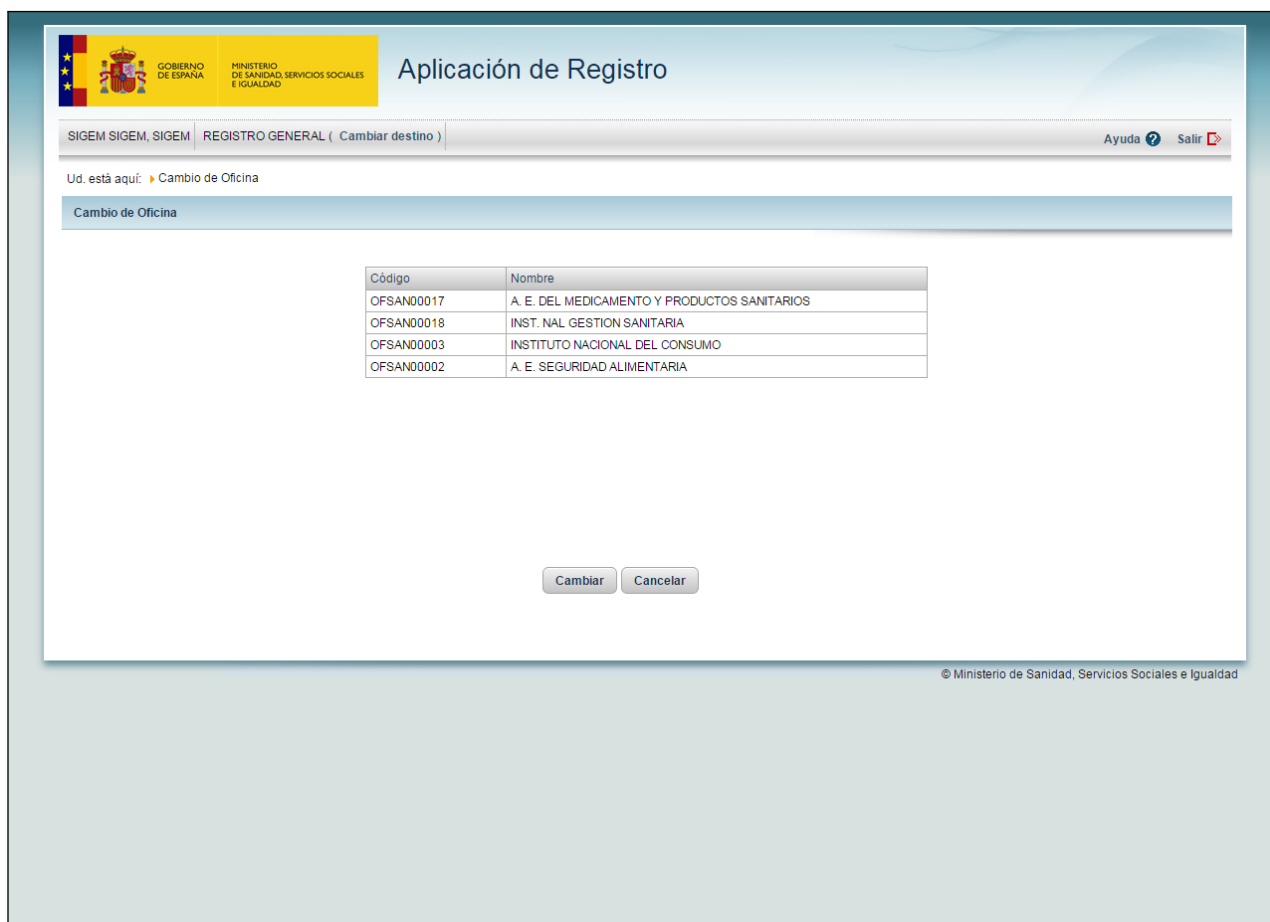 GOBIERNO
DE ESPAÑA
MINISTERIO
DE SANIDAD, SERVICIOS SOCIALES
E IGUALDAD
Aplicación de Registro
SIGEM SIGEM, SIGEM REGISTRO GENERAL ( Cambiar destino ) Ayuda ? Salir
Ud. está aquí: Cambio de Oficina
Cambio de Oficina
Código Nombre
OFSAN00017 A. E. DEL MEDICAMENTO Y PRODUCTOS SANITARIOS
OFSAN00018 INST. NAL GESTION SANITARIA
OFSAN00003 INSTITUTO NACIONAL DEL CONSUMO
OFSAN00002 A. E. SEGURIDAD ALIMENTARIA
Cambiar Cancelar
© Ministerio de Sanidad, Servicios Sociales e Igualdad